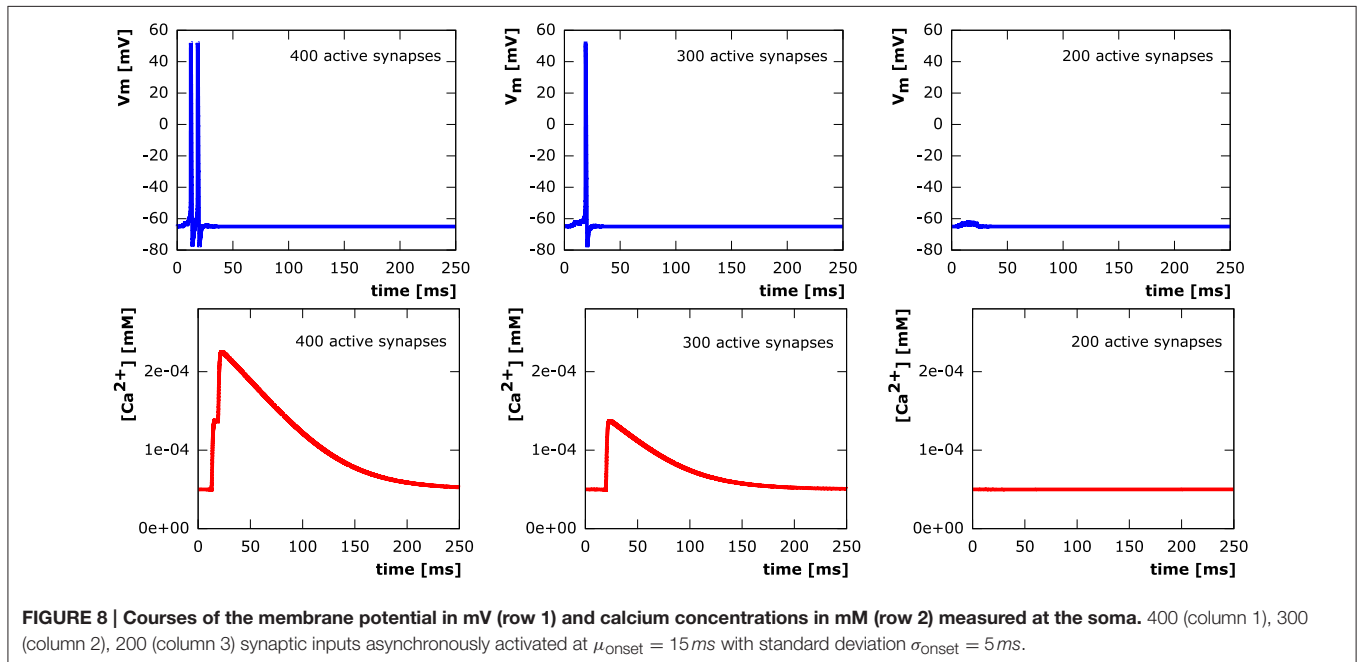 Vm [mV]
60
40
20
0
-20
-40
-60
-80
400 active synapses
0 50 100 150 200 250
time [ms]
Vm [mV]
60
40
20
0
-20
-40
-60
-80
300 active synapses
0 50 100 150 200 250
time [ms]
Vm [mV]
60
40
20
0
-20
-40
-60
-80
200 active synapses
0 50 100 150 200 250
time [ms]
[Ca2+] [mM]
2e-04
1e-04
0e+00
400 active synapses
0 50 100 150 200 250
time [ms]
[Ca2+] [mM]
2e-04
1e-04
0e+00
300 active synapses
0 50 100 150 200 250
time [ms]
[Ca2+] [mM]
2e-04
1e-04
0e+00
200 active synapses
0 50 100 150 200 250
time [ms]
FIGURE 8 | Courses of the membrane potential in mV (row 1) and calcium concentrations in mM (row 2) measured at the soma. 400 (column 1), 300
(column 2), 200 (column 3) synaptic inputs asynchronously activated at μonset = 15ms with standard deviation σonset = 5ms.